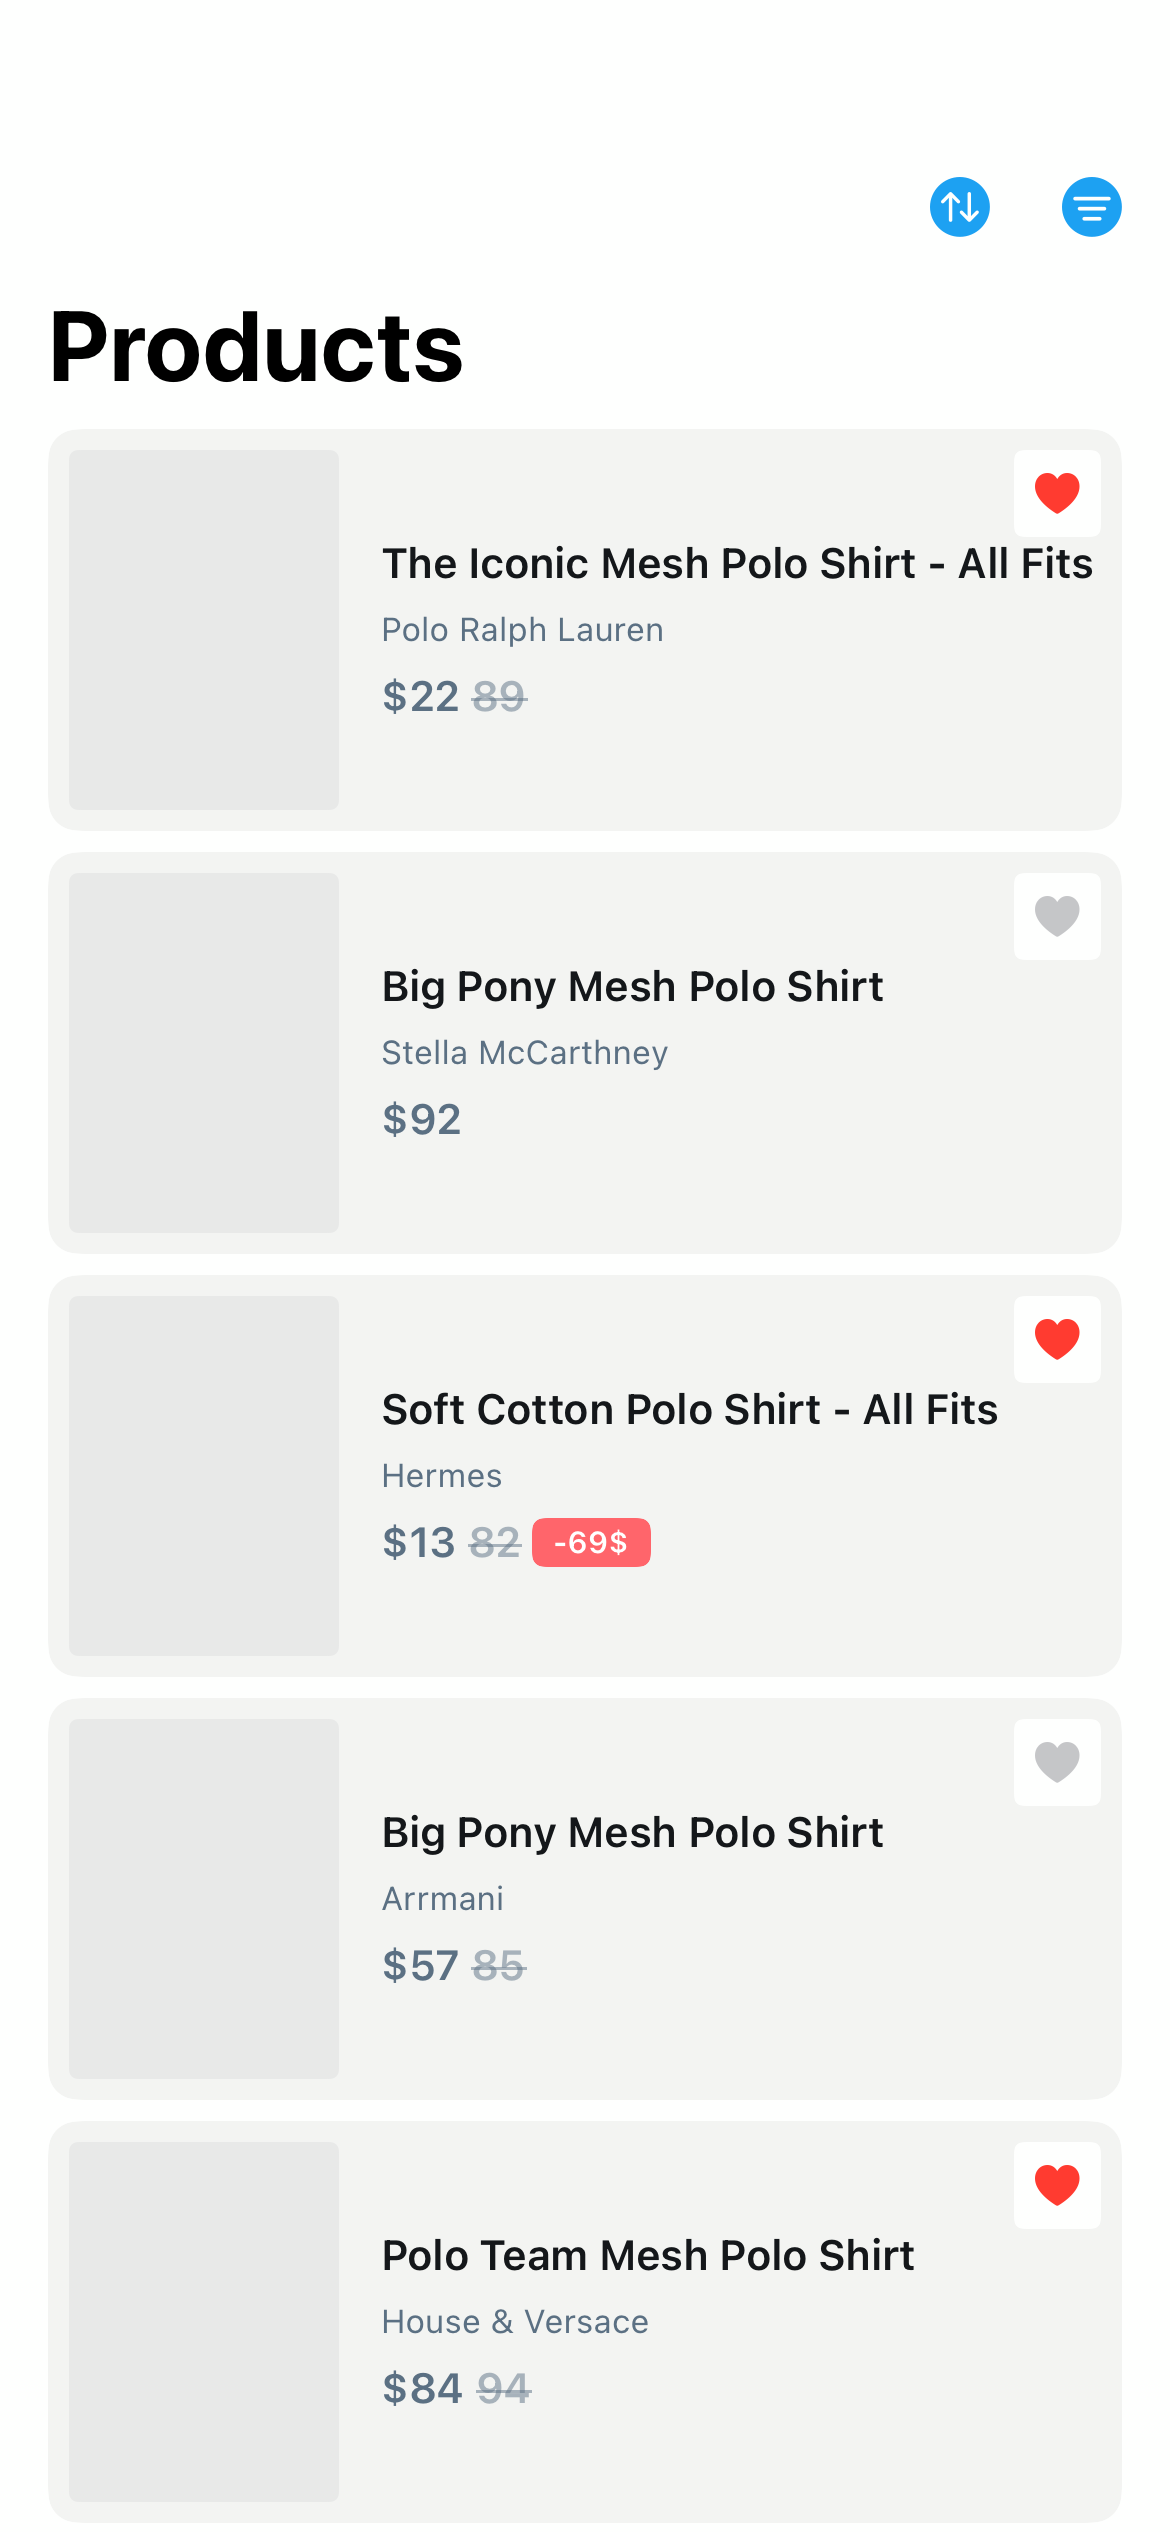 Products
The Iconic Mesh Polo Shirt - All Fits
Polo Ralph Lauren
$22 89
Big Pony Mesh Polo Shirt
Stella McCarthney
$92
Soft Cotton Polo Shirt - All Fits
Hermes
$13 82 -69$
Big Pony Mesh Polo Shirt
Arrmani
$57 85
Polo Team Mesh Polo Shirt
House & Versace
$84 94